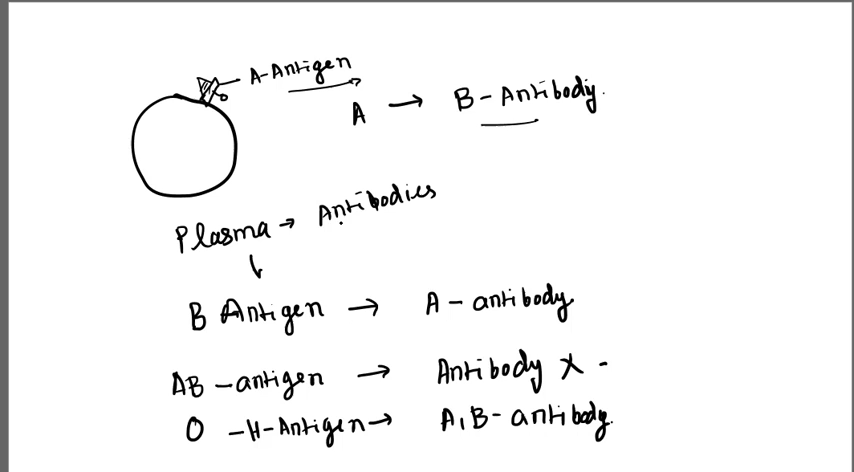 A-Antigen
A → B-Antibody.
Plasma → Antibodies
B Antigen → A-antibody
AB-antigen → Antibody X -
O -H-Antigen→ A,B-antibody.